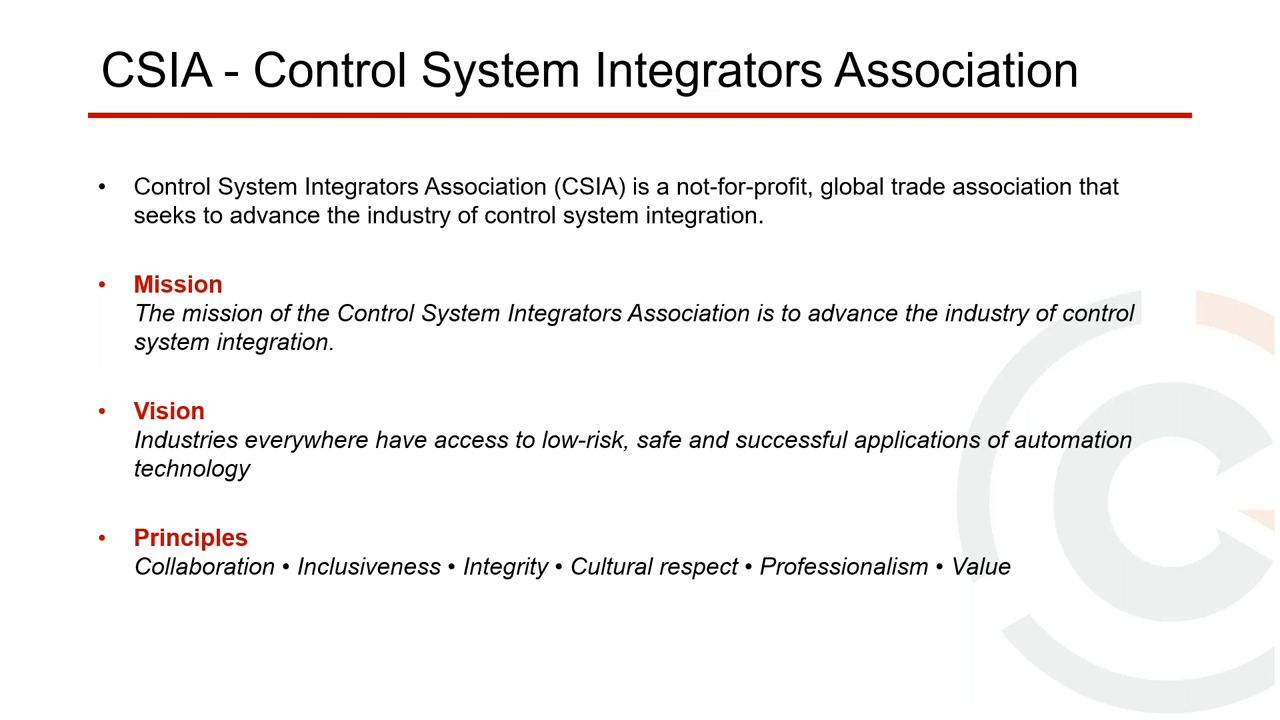 CSIA - Control System Integrators Association
• Control System Integrators Association (CSIA) is a not-for-profit, global trade association that
seeks to advance the industry of control system integration.
• Mission
The mission of the Control System Integrators Association is to advance the industry of control
system integration.
• Vision
Industries everywhere have access to low-risk, safe and successful applications of automation
technology
• Principles
Collaboration • Inclusiveness • Integrity • Cultural respect • Professionalism • Value